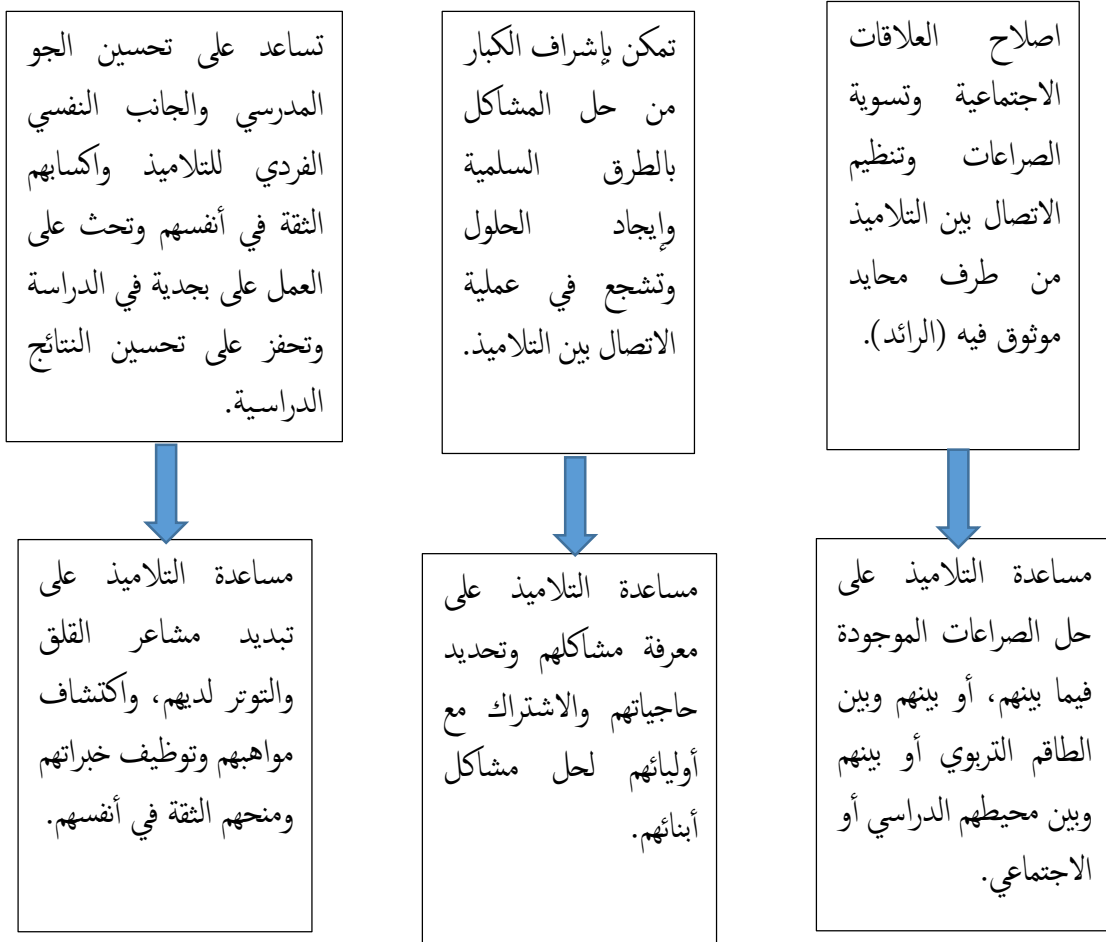 اصلاح العلاقات
الاجتماعية وتسوية
الصراعات وتنظيم
الاتصال بين التلاميذ
من طرف محايد
موثوق فيه (الرائد).
مساعدة التلاميذ على
حل الصراعات الموجودة
فيما بينهم، أو بينهم وبين
الطاقم التربوي أو بينهم
وبين محيطهم الدراسي أو
الاجتماعي.
تمكن بإشراف الكبار
من حل المشاكل
بالطرق السلمية
وإيجاد الحلول
وتشجع في عملية
الاتصال بين التلاميذ.
مساعدة التلاميذ على
معرفة مشاكلهم وتحديد
حاجياتهم والاشتراك مع
أوليائهم لحل مشاكل
أبنائهم.
تساعد على تحسين الجو
المدرسي والجانب النفسي
الفردي للتلاميذ واكسابهم
الثقة في أنفسهم وتحث على
العمل على بجدية في الدراسة
وتحفز على تحسين النتائج
الدراسية.
مساعدة التلاميذ على
تبديد مشاعر القلق
والتوتر لديهم، واكتشاف
مواهبهم وتوظيف خبراتهم
ومنحهم الثقة في أنفسهم.